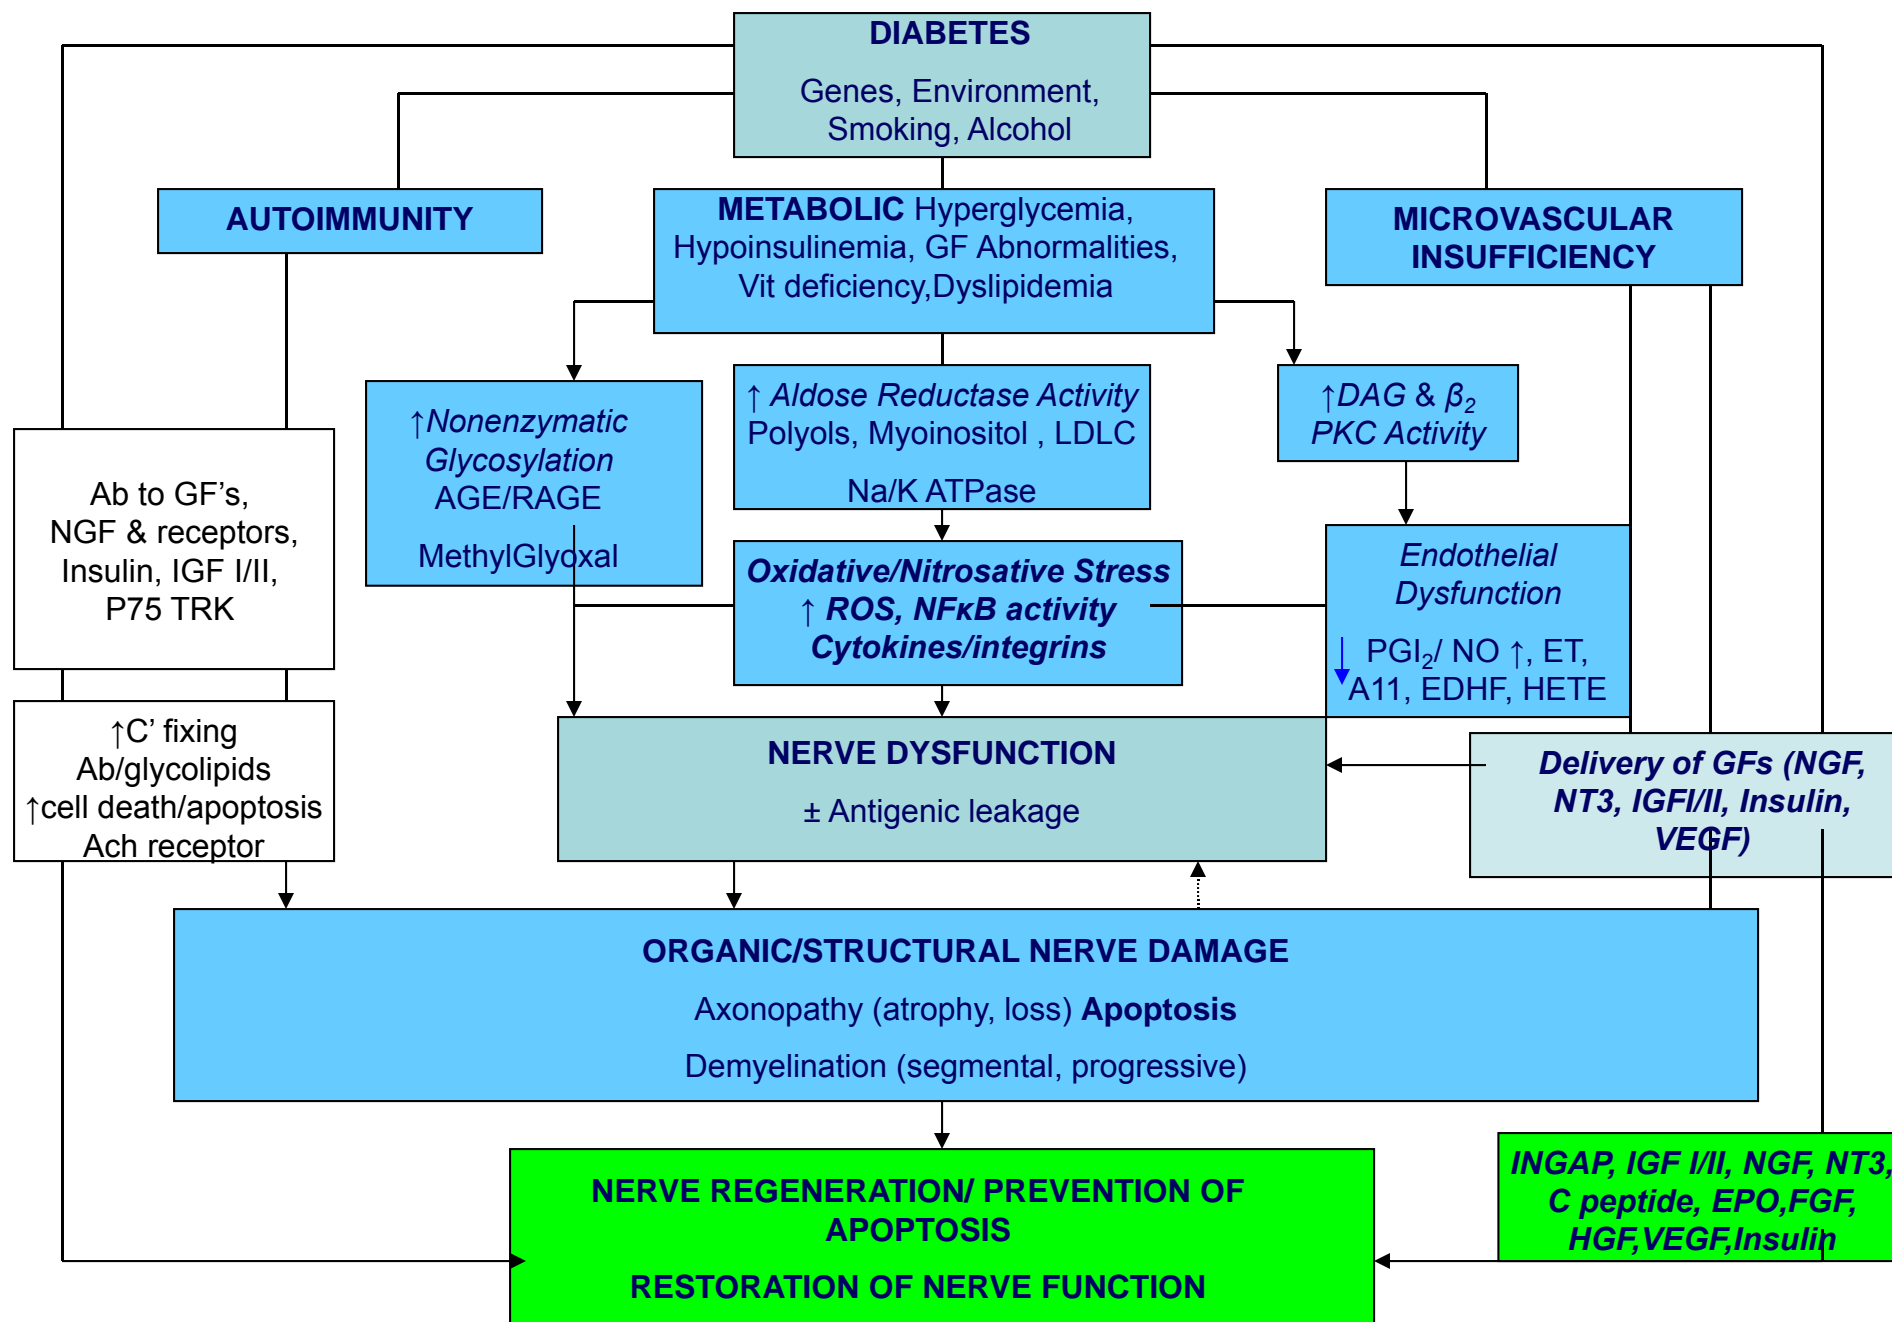 DIABETES
Genes, Environment,
Smoking, Alcohol
AUTOIMMUNITY
METABOLIC Hyperglycemia,
Hypoinsulinemia, GF Abnormalities,
Vit deficiency,Dyslipidemia
MICROVASCULAR
INSUFFICIENCY
↑Nonenzymatic
Glycosylation
AGE/RAGE
MethylGlyoxal
↑ Aldose Reductase Activity
Polyols, Myoinositol , LDLC
Na/K ATPase
↑DAG & β₂
PKC Activity
Ab to GF’s,
NGF & receptors,
Insulin, IGF I/II,
P75 TRK
Oxidative/Nitrosative Stress
↑ ROS, NFκB activity
Cytokines/integrins
Endothelial
Dysfunction
↓ PGI₂/ NO ↑, ET,
A11, EDHF, HETE
↑C’ fixing
Ab/glycolipids
↑cell death/apoptosis
Ach receptor
NERVE DYSFUNCTION
± Antigenic leakage
Delivery of GFs (NGF,
NT3, IGFI/II, Insulin,
VEGF)
ORGANIC/STRUCTURAL NERVE DAMAGE
Axonopathy (atrophy, loss) Apoptosis
Demyelination (segmental, progressive)
NERVE REGENERATION/ PREVENTION OF
APOPTOSIS
RESTORATION OF NERVE FUNCTION
INGAP, IGF I/II, NGF, NT3,
C peptide, EPO,FGF,
HGF,VEGF,Insulin